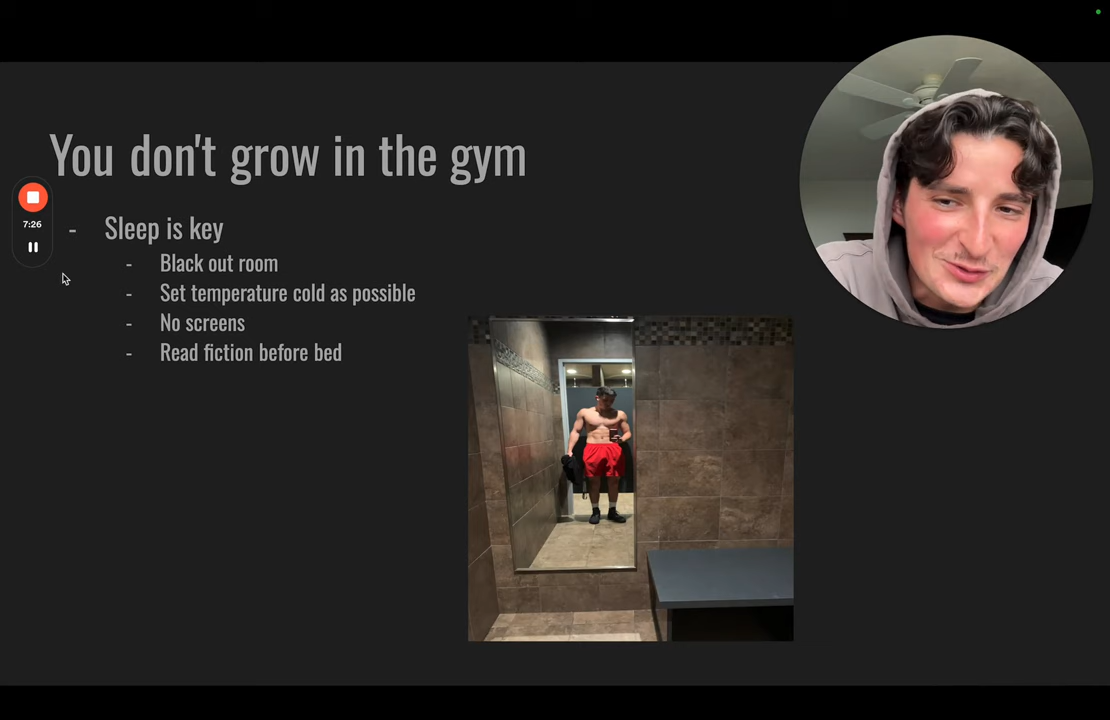 You don't grow in the gym
7:26
- Sleep is key
- Black out room
- Set temperature cold as possible
- No screens
- Read fiction before bed